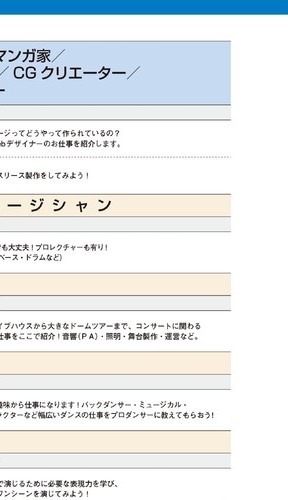 マンガ家／
／CGクリエーター／
ー
ージってどうやって作られているの？
ebデザイナーのお仕事を紹介します。
スリース製作をしてみよう！
ージシャン
でも大丈夫！プロレクチャーも有り！
ベース・ドラムなど）
イブハウスから大きなドームツアーまで、コンサートに関わる
仕事をここで紹介！音響(ＰＡ)・照明・舞台製作・運営など。
趣味から仕事になります！バックダンサー・ミュージカル・
ラクターなど幅広いダンスの仕事をプロダンサーに教えてもらおう!
で演じるために必要な表現力を学び、
ワンシーンを演じてみよう！